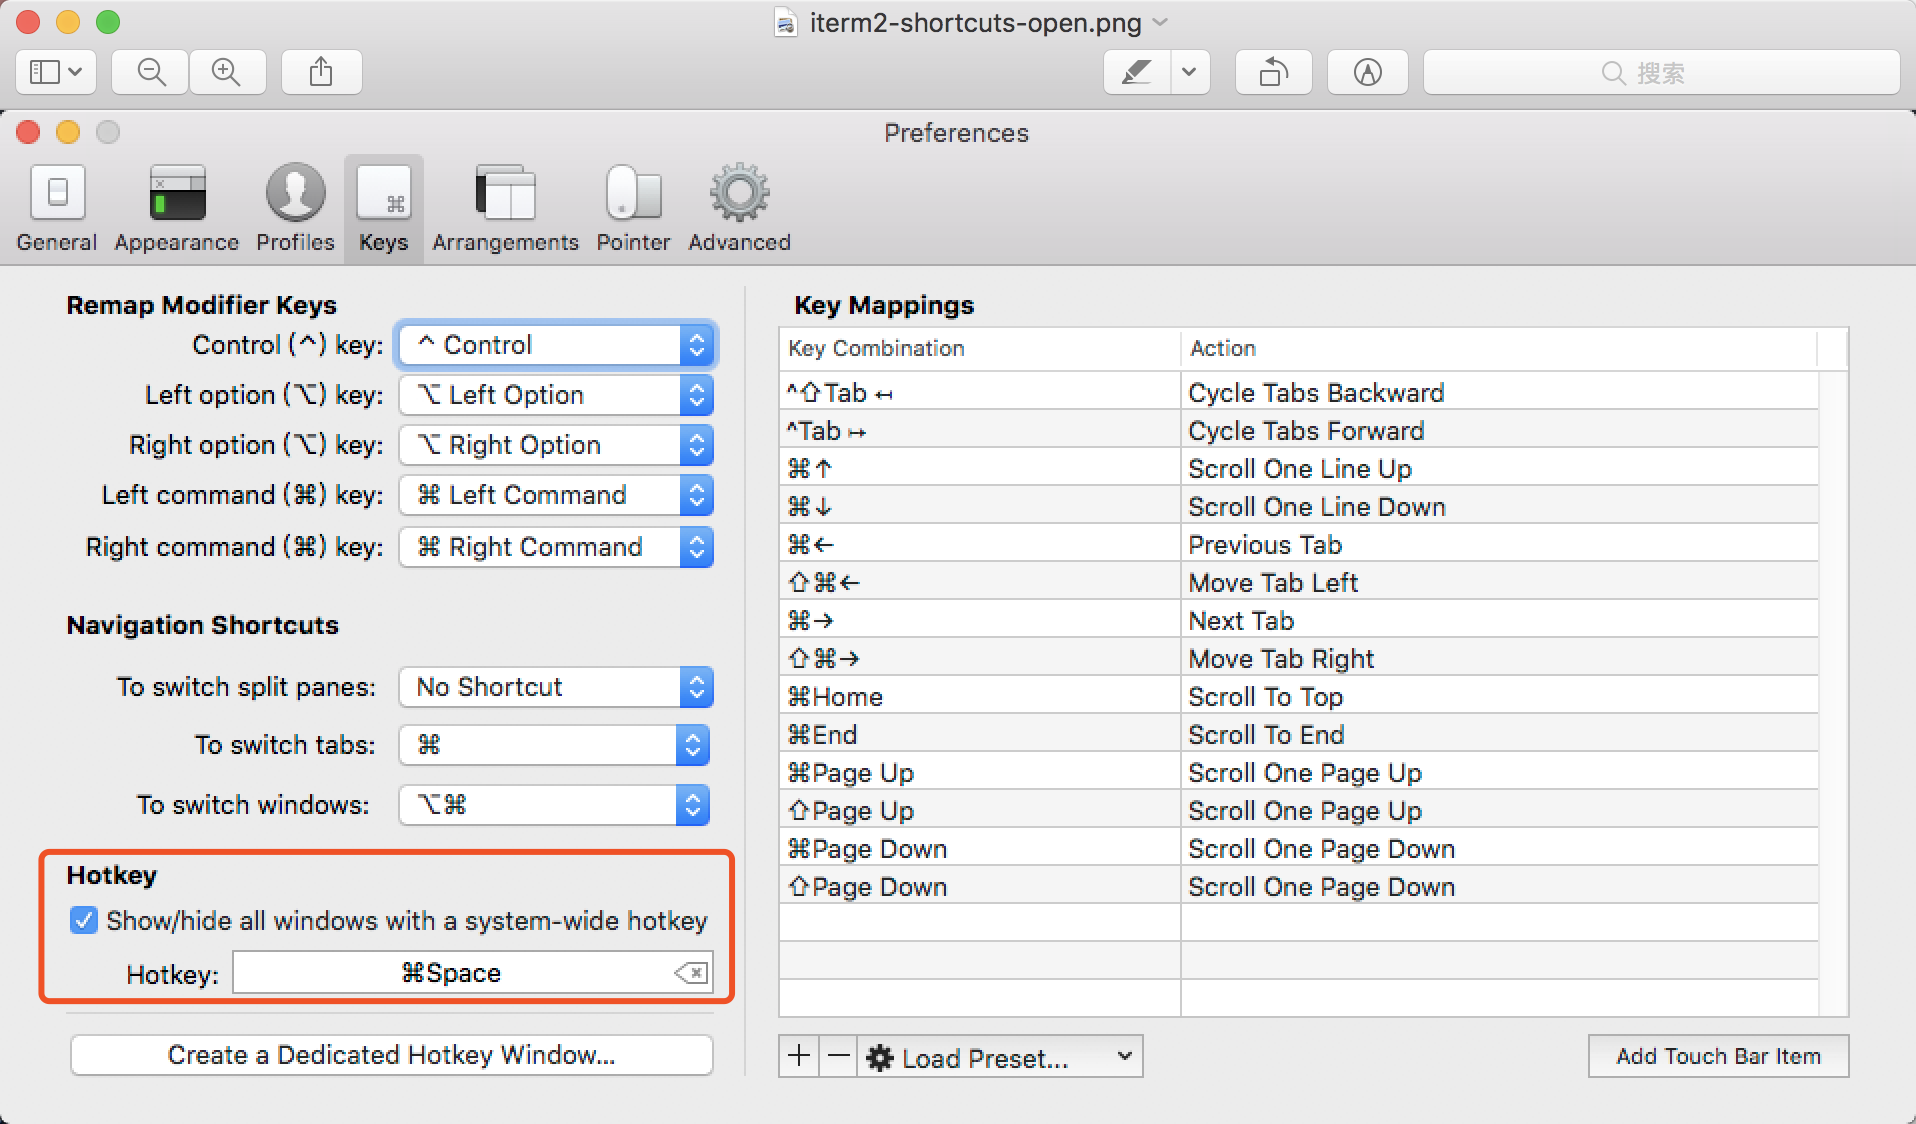 iterm2-shortcuts-open.png
搜索
Preferences
General Appearance Profiles Keys Arrangements Pointer Advanced
Remap Modifier Keys
Control (^) key: ^ Control
Left option (⌥) key: ⌥ Left Option
Right option (⌥) key: ⌥ Right Option
Left command (⌘) key: ⌘ Left Command
Right command (⌘) key: ⌘ Right Command
Navigation Shortcuts
To switch split panes: No Shortcut
To switch tabs: ⌘
To switch windows: ⌥⌘
Hotkey
Show/hide all windows with a system-wide hotkey
Hotkey: ⌘Space
Create a Dedicated Hotkey Window...
Key Mappings
Key Combination Action
^⇧Tab ↤ Cycle Tabs Backward
^Tab ↦ Cycle Tabs Forward
⌘↑ Scroll One Line Up
⌘↓ Scroll One Line Down
⌘← Previous Tab
⇧⌘← Move Tab Left
⌘→ Next Tab
⇧⌘→ Move Tab Right
⌘Home Scroll To Top
⌘End Scroll To End
⌘Page Up Scroll One Page Up
⇧Page Up Scroll One Page Up
⌘Page Down Scroll One Page Down
⇧Page Down Scroll One Page Down
+ − Load Preset... Add Touch Bar Item